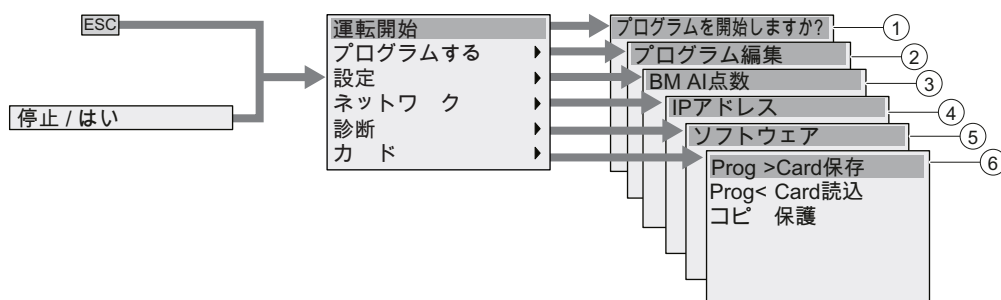 ESC
停止 / はい
運転開始
プログラムする
設定
ネットワ ク
診断
カ ド
プログラムを開始しますか?
プログラム編集
BM AI点数
IPアドレス
ソフトウェア
Prog >Card保存
Prog< Card読込
コピ 保護
1
2
3
4
5
6